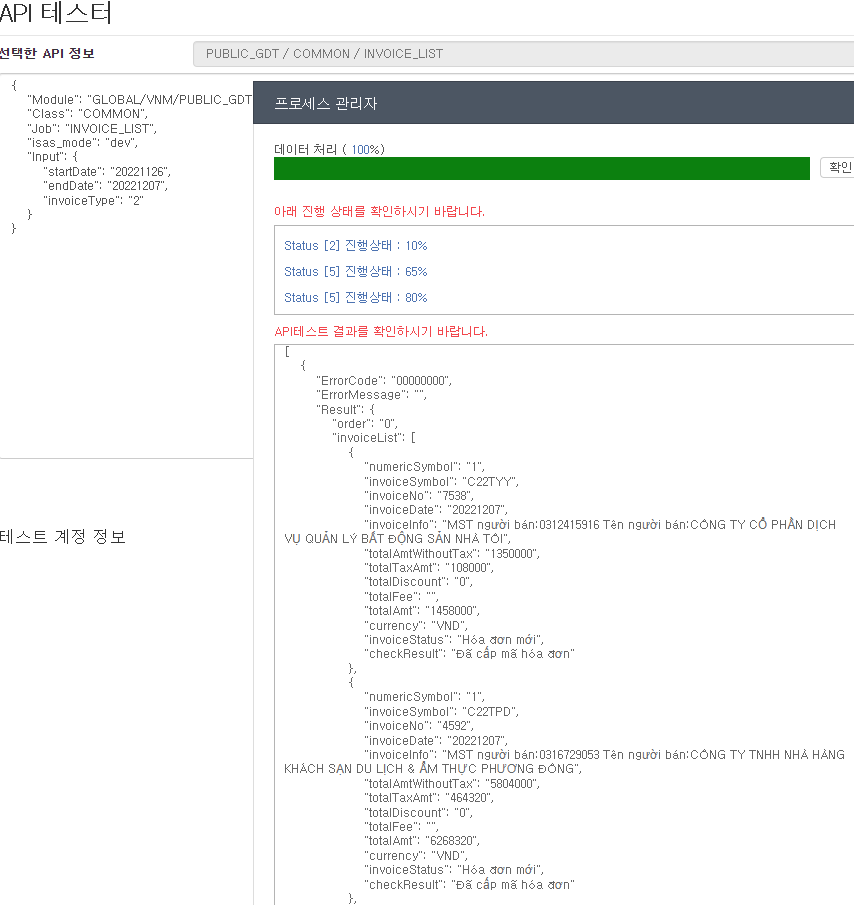 API 테스터
선택한 API 정보
PUBLIC_GDT / COMMON / INVOICE_LIST
{
"Module": "GLOBAL/VNM/PUBLIC_GDT
"Class": "COMMON",
"Job": "INVOICE_LIST",
"isas_mode": "dev",
"Input": {
"startDate": "20221126",
"endDate": "20221207",
"invoiceType": "2"
}
}
테스트 계정 정보
프로세스 관리자
데이터 처리 ( 100%)
확인
아래 진행 상태를 확인하시기 바랍니다.
Status [2] 진행상태 : 10%
Status [5] 진행상태 : 65%
Status [5] 진행상태 : 80%
API테스트 결과를 확인하시기 바랍니다.
[
{
"ErrorCode": "00000000",
"ErrorMessage": "",
"Result": {
"order": "0",
"invoiceList": [
{
"numericSymbol": "1",
"invoiceSymbol": "C22TYY",
"invoiceNo": "7538",
"invoiceDate": "20221207",
"invoiceInfo": "MST người bán:0312415916 Tên người bán:CÔNG TY CỔ PHẦN DỊCH
VỤ QUẢN LÝ BẤT ĐỘNG SẢN NHÀ TÔI",
"totalAmtWithoutTax": "1350000",
"totalTaxAmt": "108000",
"totalDiscount": "0",
"totalFee": "",
"totalAmt": "1458000",
"currency": "VND",
"invoiceStatus": "Hóa đơn mới",
"checkResult": "Đã cấp mã hóa đơn"
},
{
"numericSymbol": "1",
"invoiceSymbol": "C22TPD",
"invoiceNo": "4592",
"invoiceDate": "20221207",
"invoiceInfo": "MST người bán:0316729053 Tên người bán:CÔNG TY TNHH NHÀ HÀNG
KHÁCH SẠN DU LỊCH & ẨM THỰC PHƯƠNG ĐÔNG",
"totalAmtWithoutTax": "5804000",
"totalTaxAmt": "464320",
"totalDiscount": "0",
"totalFee": "",
"totalAmt": "6268320",
"currency": "VND",
"invoiceStatus": "Hóa đơn mới",
"checkResult": "Đã cấp mã hóa đơn"
},